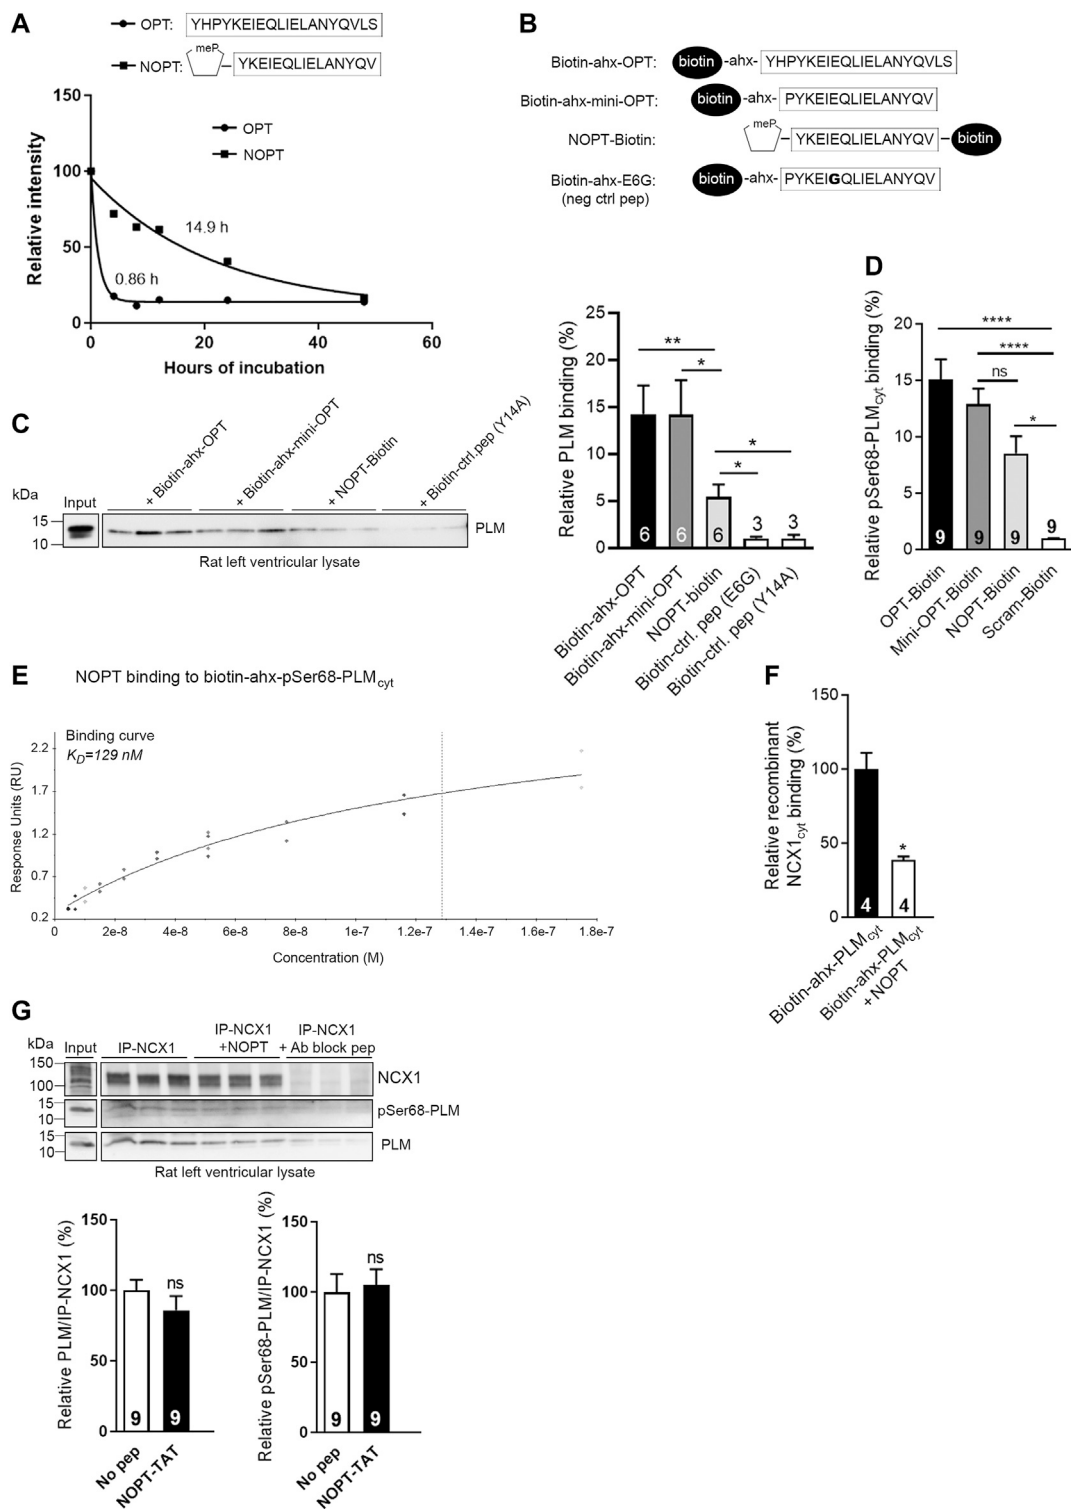 A
OPT: YHPYKEIEQLIELANYQVLS
NOPT: meP YKEIEQLIELANYQV
150
100
50
0
Relative intensity
OPT
NOPT
14.9 h
0.86 h
0 20 40 60
Hours of incubation
B
Biotin-ahx-OPT: biotin -ahx- YHPYKEIEQLIELANYQVLS
Biotin-ahx-mini-OPT: biotin -ahx- PYKEIEQLIELANYQV
NOPT-Biotin: meP YKEIEQLIELANYQV biotin
Biotin-ahx-E6G: biotin -ahx- PYKEIGQLIELANYQV
(neg ctrl pep)
C
kDa
Input
+ Biotin-ahx-OPT
+ Biotin-ahx-mini-OPT
+ NOPT-Biotin
+ Biotin-ctrl.pep (Y14A)
15
10
PLM
Rat left ventricular lysate
Relative PLM binding (%)
25
20
15
10
5
0
**
*
*
*
6 6 6 3 3
Biotin-ahx-OPT
Biotin-ahx-mini-OPT
NOPT-biotin
Biotin-ctrl. pep (E6G)
Biotin-ctrl. pep (Y14A)
D
Relative pSer68-PLMcyt binding (%)
20
15
10
5
0
****
****
ns
*
9 9 9 9
OPT-Biotin
Mini-OPT-Biotin
NOPT-Biotin
Scram-Biotin
E
NOPT binding to biotin-ahx-pSer68-PLMcyt
Binding curve
KD=129 nM
Response Units (RU)
2.2
1.7
1.2
0.7
0.2
0 2e-8 4e-8 6e-8 8e-8 1e-7 1.2e-7 1.4e-7 1.6e-7 1.8e-7
Concentration (M)
F
Relative recombinant
NCX1cyt binding (%)
150
100
50
0
*
4 4
Biotin-ahx-PLMcyt
Biotin-ahx-PLMcyt
+ NOPT
G
kDa
Input
IP-NCX1
IP-NCX1
+NOPT
IP-NCX1
+ Ab block pep
150
100
NCX1
15
10
pSer68-PLM
15
10
PLM
Rat left ventricular lysate
Relative PLM/IP-NCX1 (%)
150
100
50
0
ns
9 9
No pep
NOPT-TAT
Relative pSer68-PLM/IP-NCX1 (%)
150
100
50
0
ns
9 9
No pep
NOPT-TAT